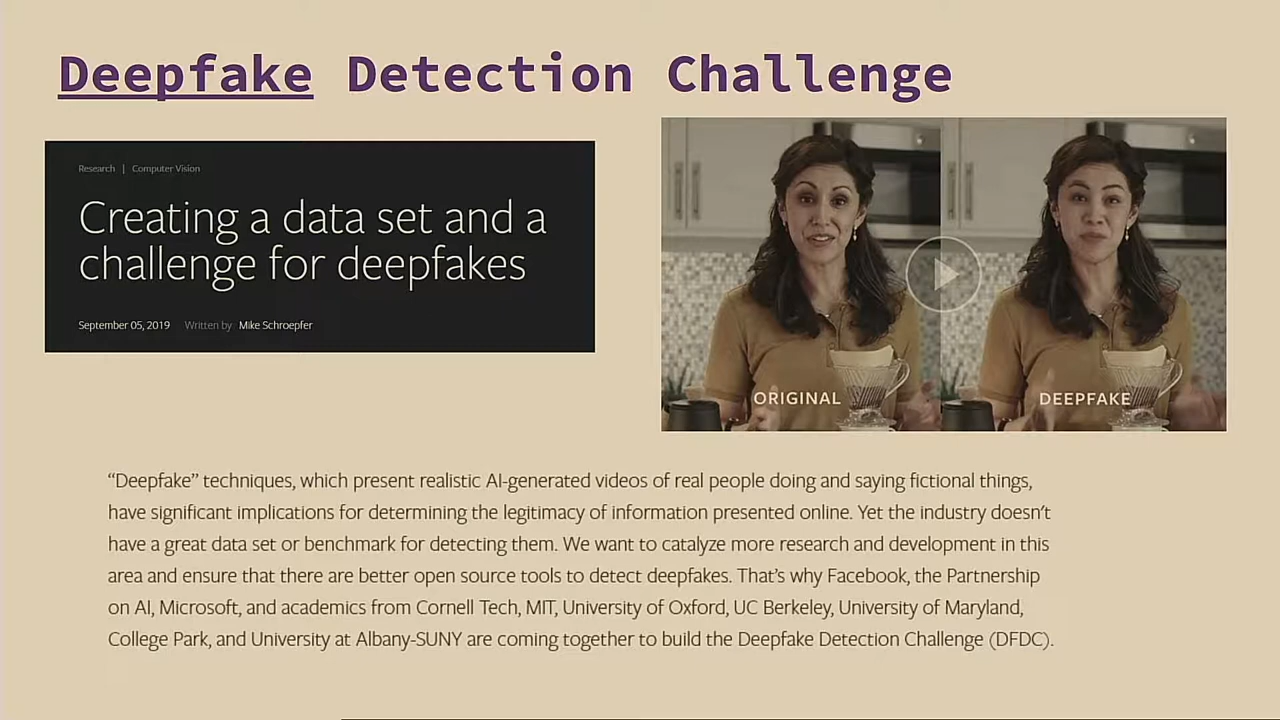 Deepfake Detection Challenge
Research | Computer Vision
Creating a data set and a
challenge for deepfakes
September 05, 2019 Written by Mike Schroepfer
ORIGINAL
DEEPFAKE
“Deepfake” techniques, which present realistic AI-generated videos of real people doing and saying fictional things,
have significant implications for determining the legitimacy of information presented online. Yet the industry doesn’t
have a great data set or benchmark for detecting them. We want to catalyze more research and development in this
area and ensure that there are better open source tools to detect deepfakes. That’s why Facebook, the Partnership
on AI, Microsoft, and academics from Cornell Tech, MIT, University of Oxford, UC Berkeley, University of Maryland,
College Park, and University at Albany-SUNY are coming together to build the Deepfake Detection Challenge (DFDC).